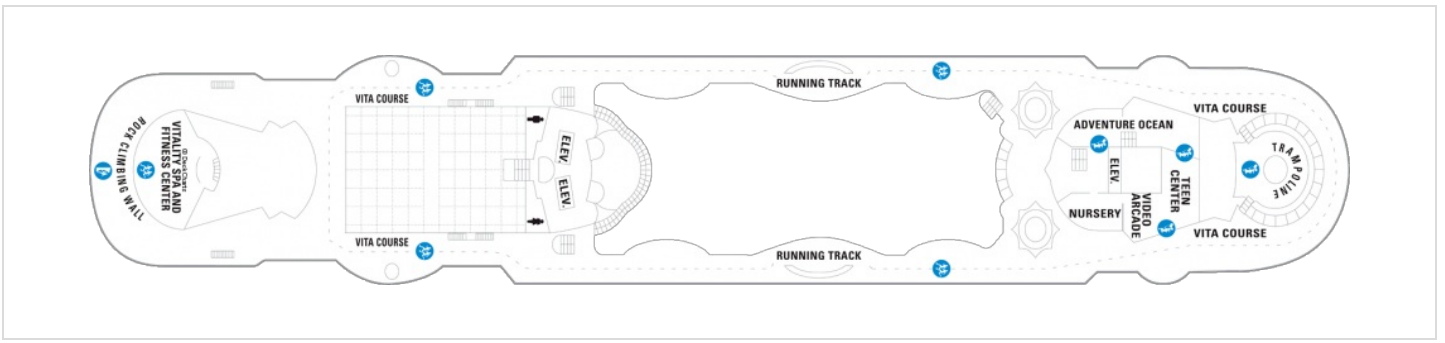 ROCK CLIMBING WALL
© DeckCharts
VITALITY SPA AND
FITNESS CENTER
VITA COURSE
VITA COURSE
ELEV.
ELEV.
RUNNING TRACK
RUNNING TRACK
ADVENTURE OCEAN
ELEV.
NURSERY
VIDEO
ARCADE
TEEN
CENTER
VITA COURSE
TRAMPOLINE
VITA COURSE